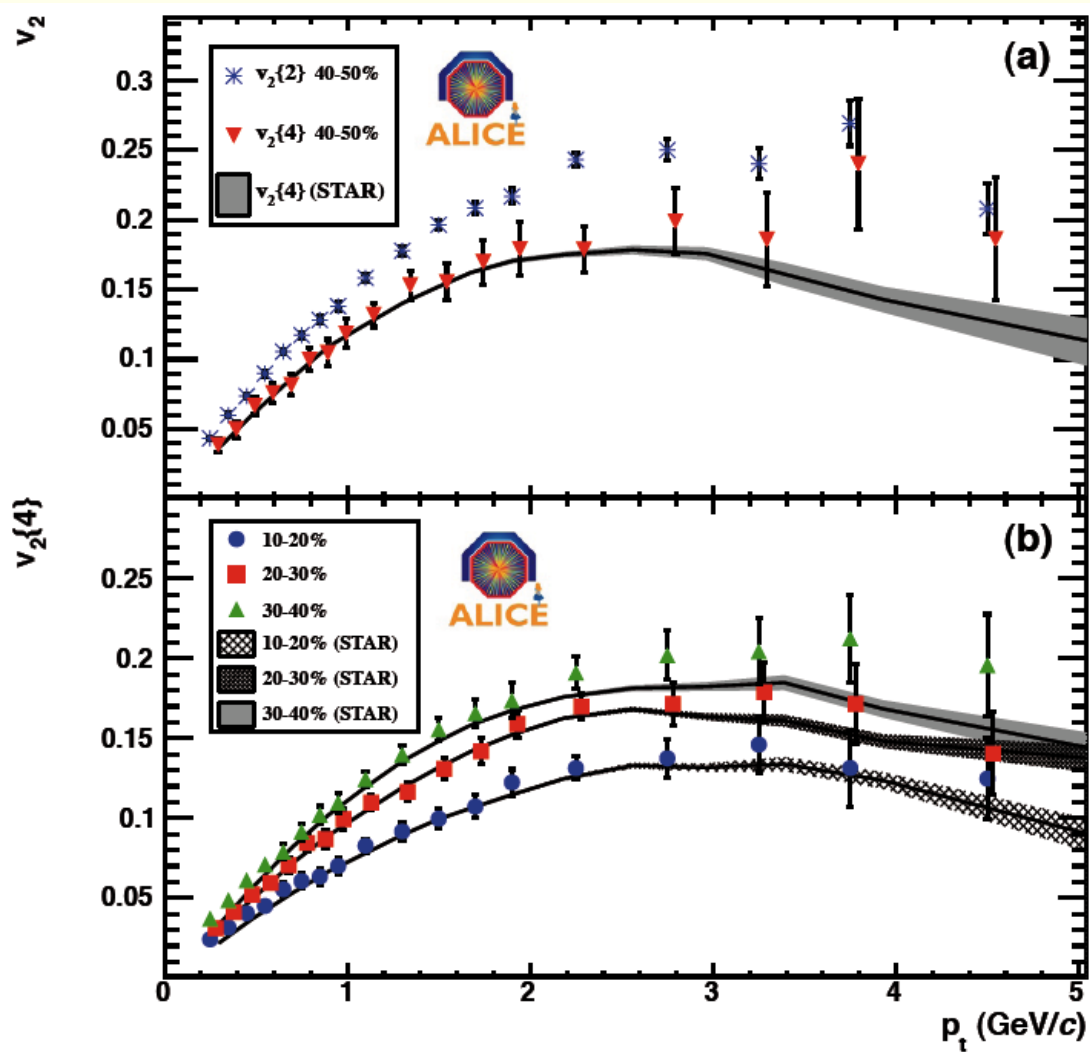 v2
(a)
v2{2} 40-50%
v2{4} 40-50%
v2{4} (STAR)
ALICE
0.3
0.25
0.2
0.15
0.1
0.05
v2{4}
(b)
10-20%
20-30%
30-40%
10-20% (STAR)
20-30% (STAR)
30-40% (STAR)
ALICE
0.25
0.2
0.15
0.1
0.05
0 1 2 3 4 5
pt (GeV/c)